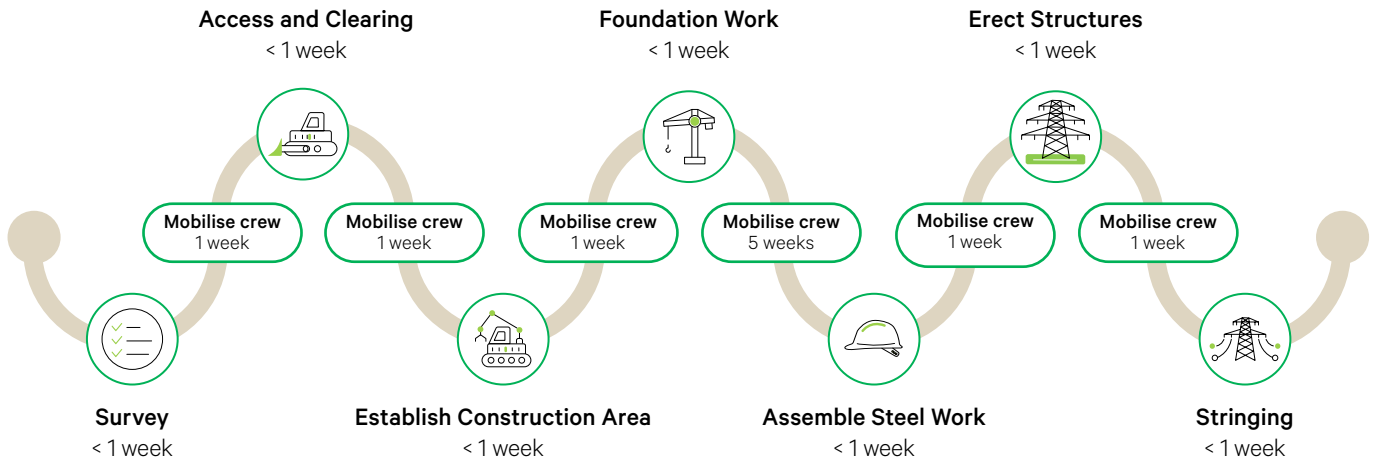 Access and Clearing
< 1 week
Foundation Work
< 1 week
Erect Structures
< 1 week
Mobilise crew
1 week
Mobilise crew
1 week
Mobilise crew
1 week
Mobilise crew
5 weeks
Mobilise crew
1 week
Mobilise crew
1 week
Survey
< 1 week
Establish Construction Area
< 1 week
Assemble Steel Work
< 1 week
Stringing
< 1 week